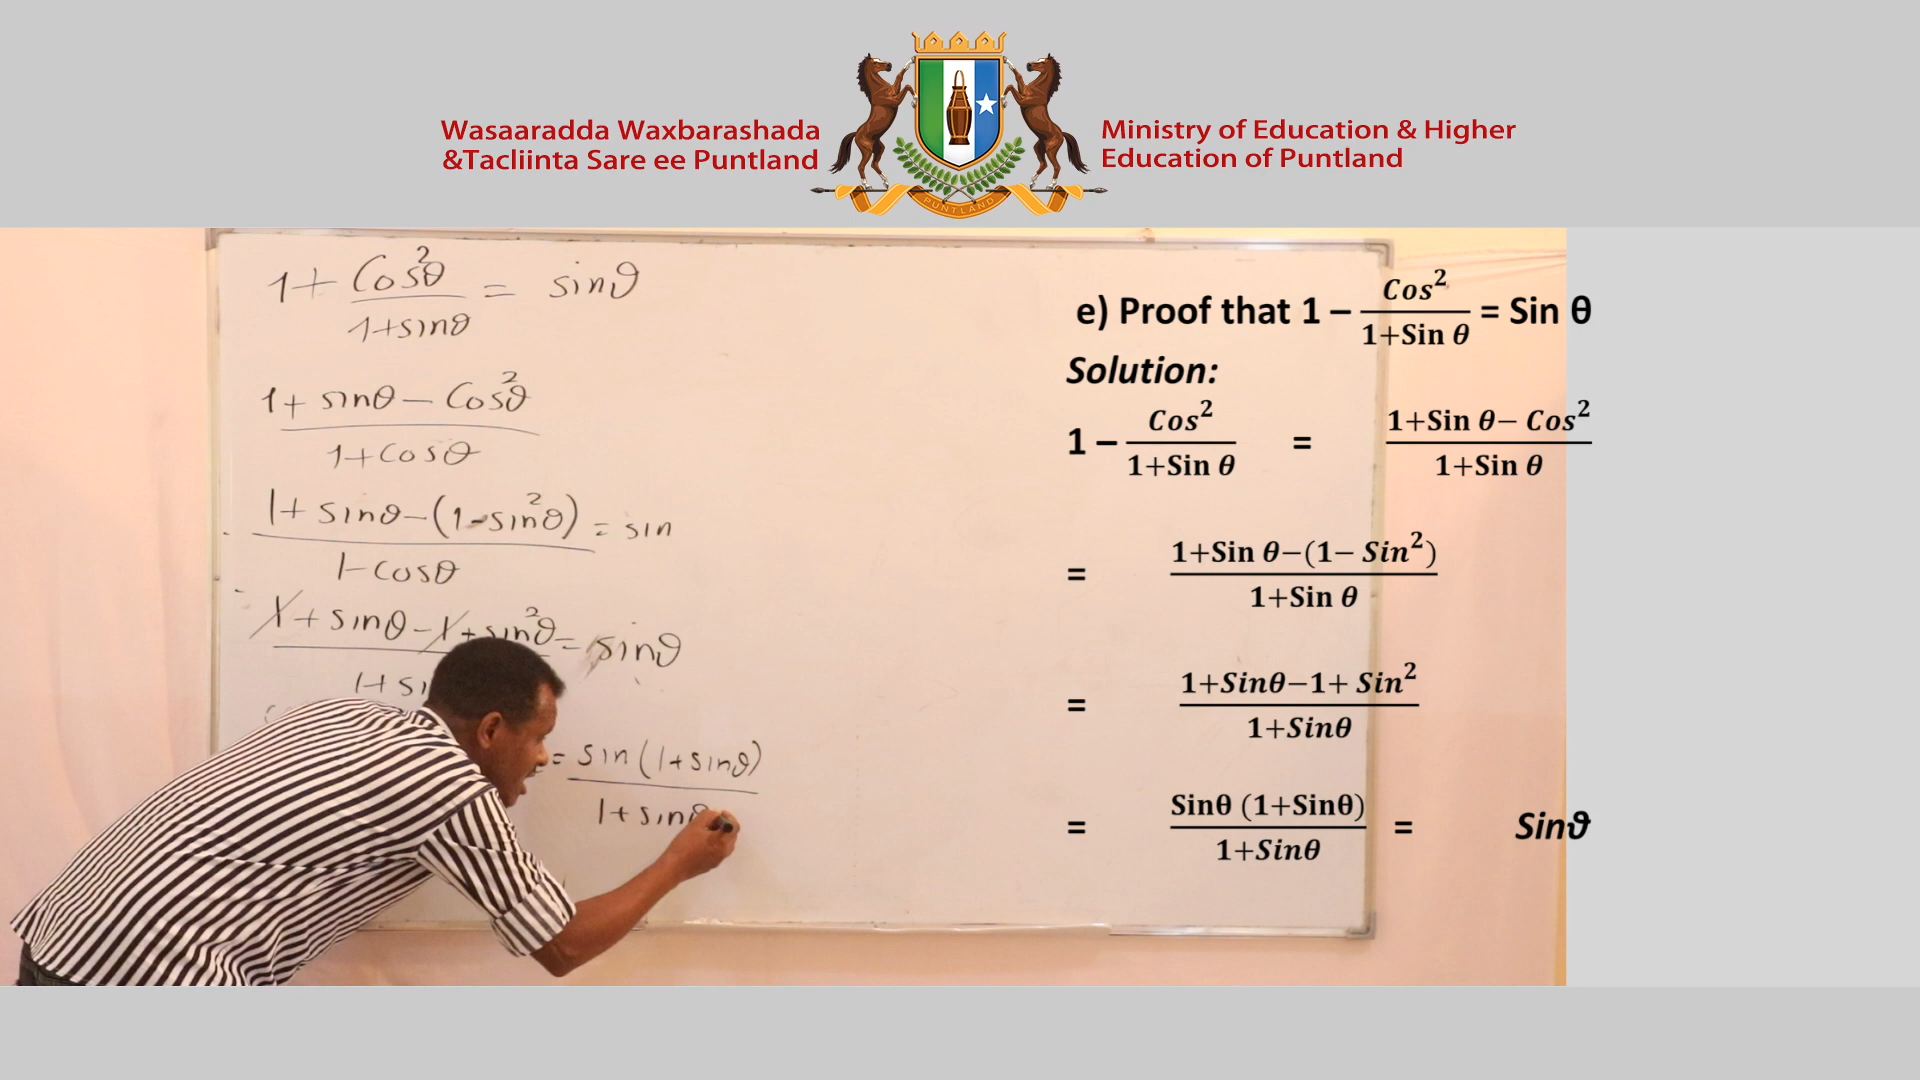 Wasaaradda Waxbarashada
&Tacliinta Sare ee Puntland
PUNTLAND
Ministry of Education & Higher
Education of Puntland
1+ Cos²θ / 1+sinθ = sinθ
1+ sinθ – Cos²θ / 1+cosθ
1+ sinθ–(1-sin²θ) / 1–cosθ = sin
1+ sinθ –1+sin²θ / 1+ si = sinθ
= sin (1+sinθ) / 1+sinθ
e) Proof that 1 – Cos² / 1+Sin θ = Sin θ
Solution:
1 – Cos² / 1+Sin θ = 1+Sin θ– Cos² / 1+Sin θ
= 1+Sin θ–(1– Sin²) / 1+Sin θ
= 1+Sinθ–1+ Sin² / 1+Sinθ
= Sinθ (1+Sinθ) / 1+Sinθ = Sinϑ